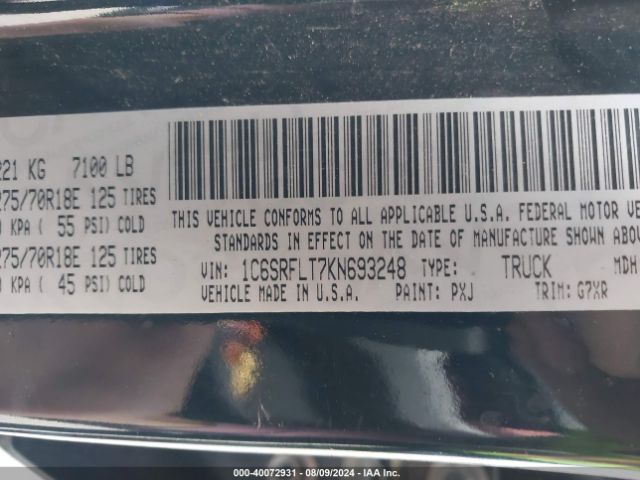 221 KG 7100 LB
275/70R18E 125 TIRES
KPA ( 55 PSI) COLD
275/70R18E 125 TIRES
KPA ( 45 PSI) COLD
THIS VEHICLE CONFORMS TO ALL APPLICABLE U.S.A. FEDERAL MOTOR VE
STANDARDS IN EFFECT ON THE DATE OF MANUFACTURE SHOWN ABO
VIN: 1C6SRFLT7KN693248 TYPE: TRUCK MDH
VEHICLE MADE IN U.S.A. PAINT: PXJ TRIM: G7XR
000-40072931 - 08/09/2024 - IAA Inc.